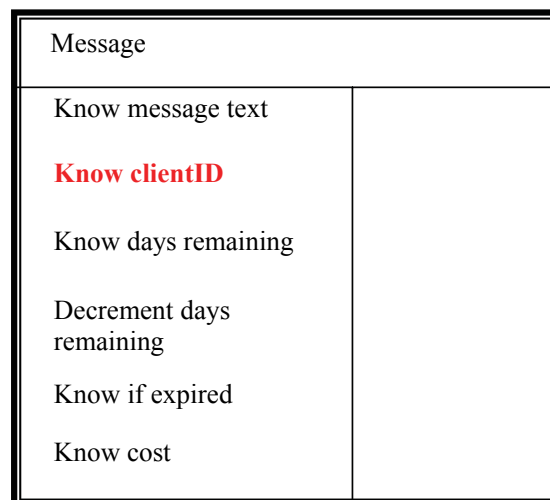 Message
Know message text
Know clientID
Know days remaining
Decrement days
remaining
Know if expired
Know cost